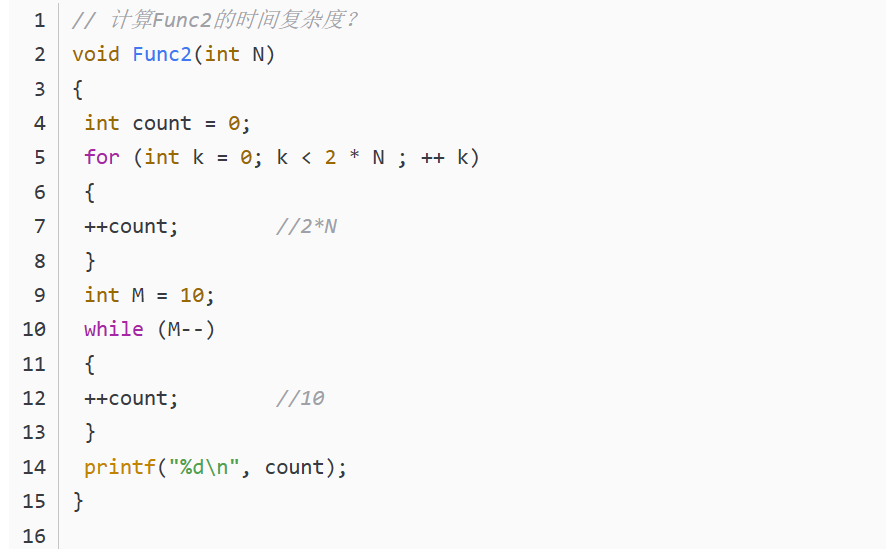 1 // 计算Func2的时间复杂度？
2 void Func2(int N)
3 {
4 int count = 0;
5 for (int k = 0; k < 2 * N ; ++ k)
6 {
7 ++count; //2*N
8 }
9 int M = 10;
10 while (M--)
11 {
12 ++count; //10
13 }
14 printf("%d\n", count);
15 }
16